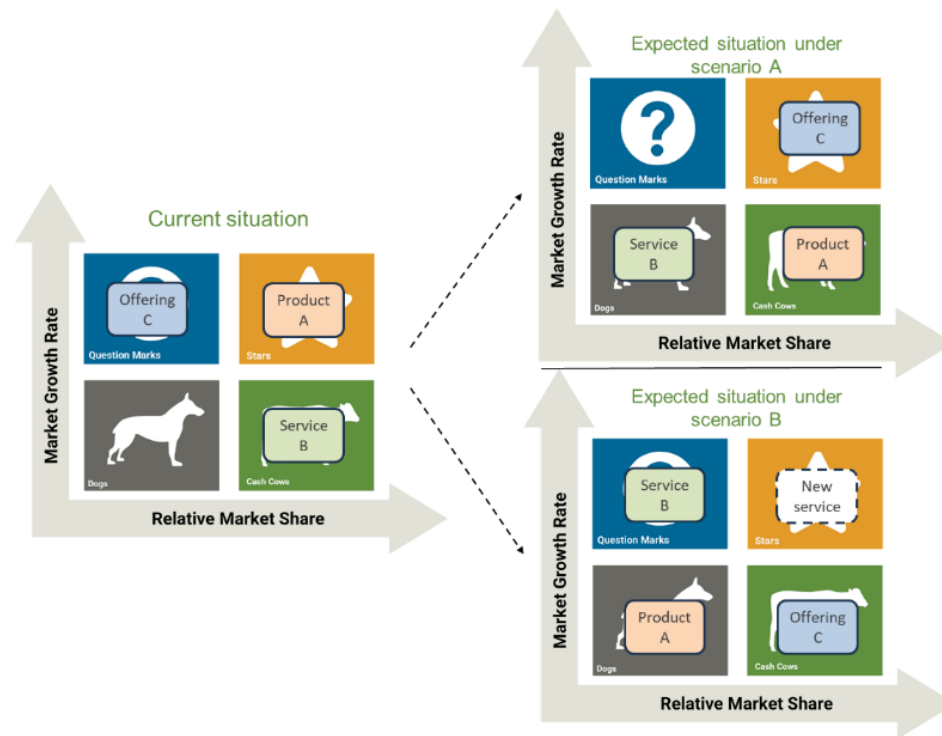 Current situation
Market Growth Rate
Offering
C
Question Marks
Product
A
Stars
Dogs
Service
B
Cash Cows
Relative Market Share
Expected situation under
scenario A
Market Growth Rate
?
Question Marks
Offering
C
Stars
Service
B
Dogs
Product
A
Cash Cows
Relative Market Share
Expected situation under
scenario B
Market Growth Rate
Service
B
Question Marks
New
service
Stars
Product
A
Dogs
Offering
C
Cash Cows
Relative Market Share